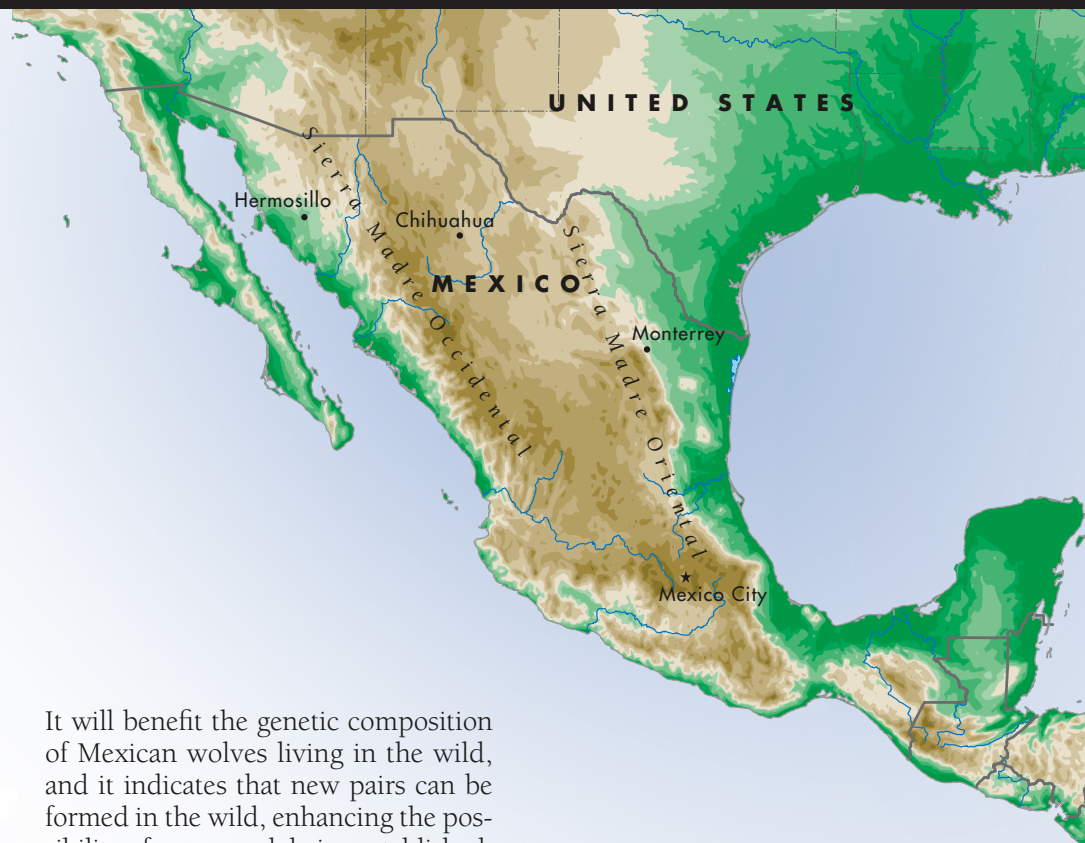 UNITED STATES
Sierra Madre Occidental
Hermosillo
Chihuahua
Sierra Madre Oriental
MEXICO
Monterrey
Mexico City
It will benefit the genetic composition
of Mexican wolves living in the wild,
and it indicates that new pairs can be
formed in the wild, enhancing the pos-